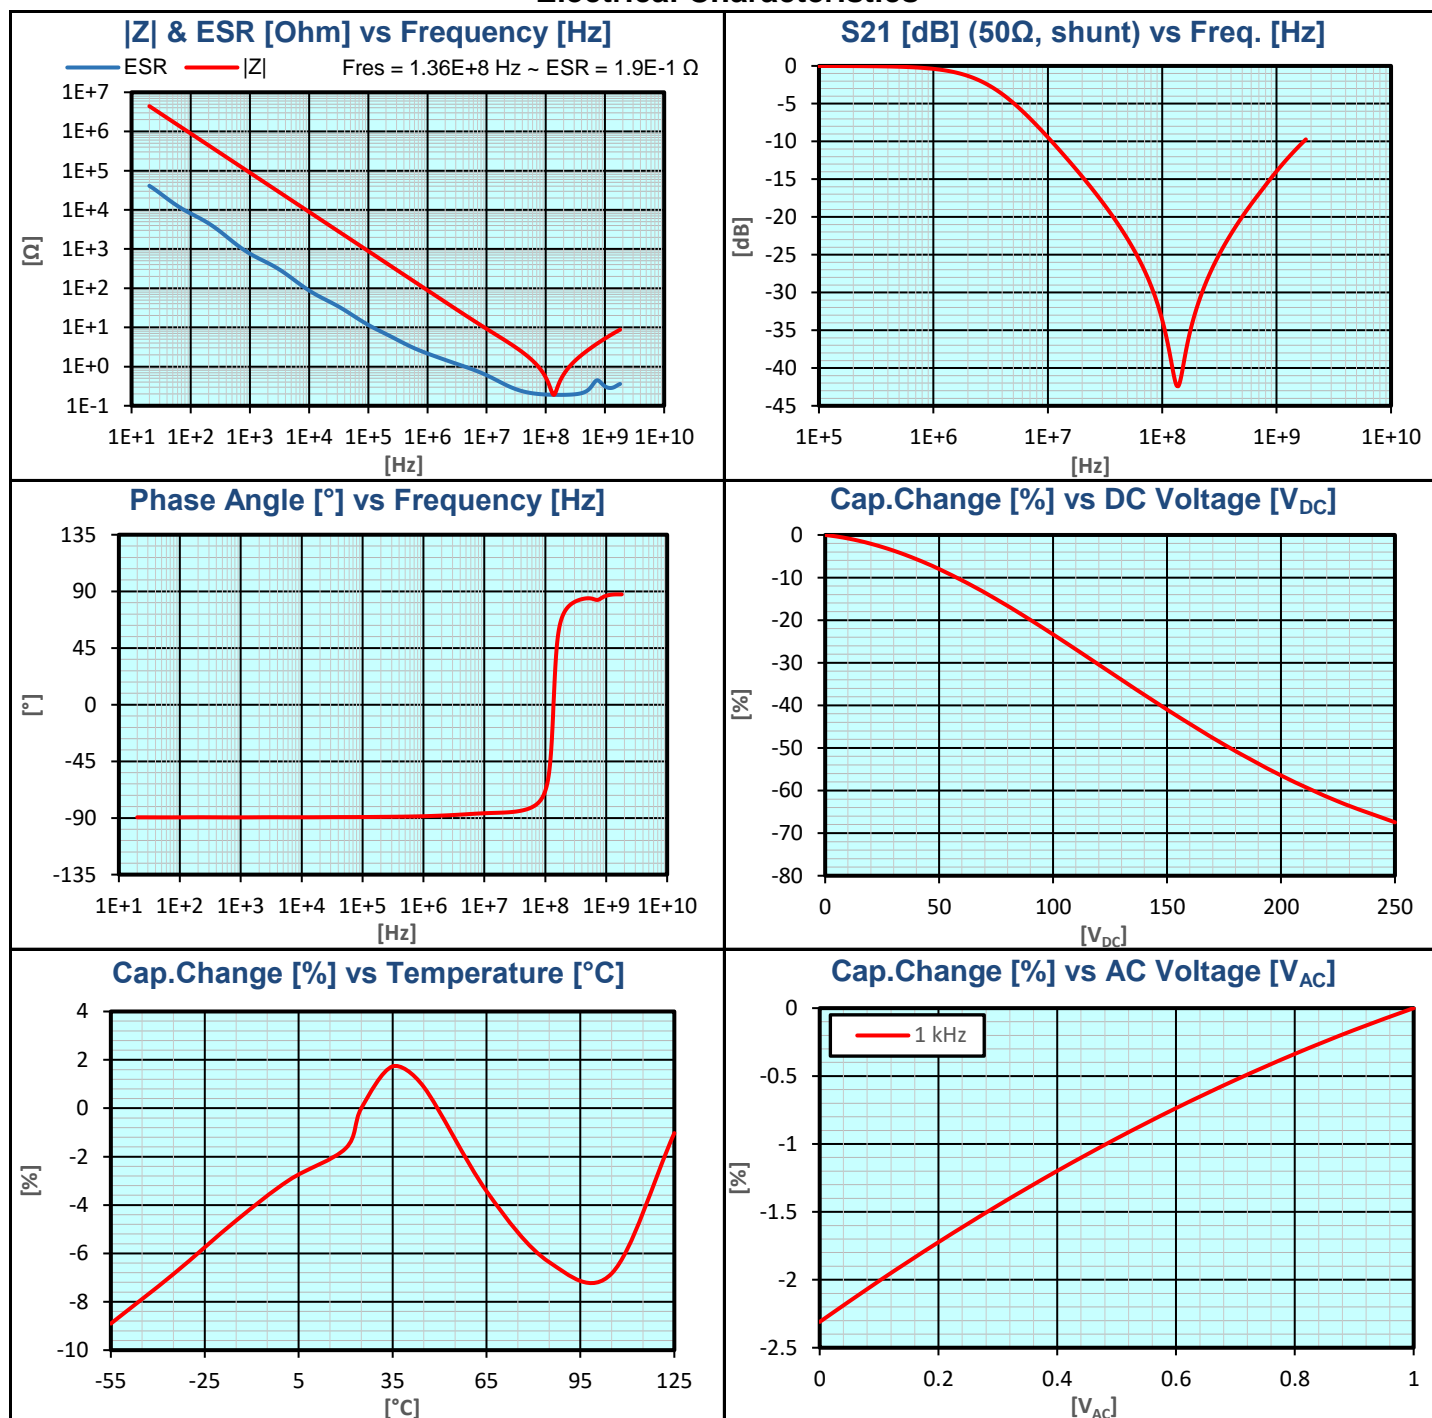 |Z| & ESR [Ohm] vs Frequency [Hz]
ESR |Z| Fres = 1.36E+8 Hz ~ ESR = 1.9E-1 Ω
1E+7
1E+6
1E+5
1E+4
1E+3
1E+2
1E+1
1E+0
1E-1
[Ω]
1E+1 1E+2 1E+3 1E+4 1E+5 1E+6 1E+7 1E+8 1E+9 1E+10
[Hz]
S21 [dB] (50Ω, shunt) vs Freq. [Hz]
0
-5
-10
-15
-20
-25
-30
-35
-40
-45
[dB]
1E+5 1E+6 1E+7 1E+8 1E+9 1E+10
[Hz]
Phase Angle [°] vs Frequency [Hz]
135
90
45
0
-45
-90
-135
[°]
1E+1 1E+2 1E+3 1E+4 1E+5 1E+6 1E+7 1E+8 1E+9 1E+10
[Hz]
Cap.Change [%] vs DC Voltage [VDC]
0
-10
-20
-30
-40
-50
-60
-70
-80
[%]
0 50 100 150 200 250
[VDC]
Cap.Change [%] vs Temperature [°C]
4
2
0
-2
-4
-6
-8
-10
[%]
-55 -25 5 35 65 95 125
[°C]
Cap.Change [%] vs AC Voltage [VAC]
1 kHz
0
-0.5
-1
-1.5
-2
-2.5
[%]
0 0.2 0.4 0.6 0.8 1
[VAC]